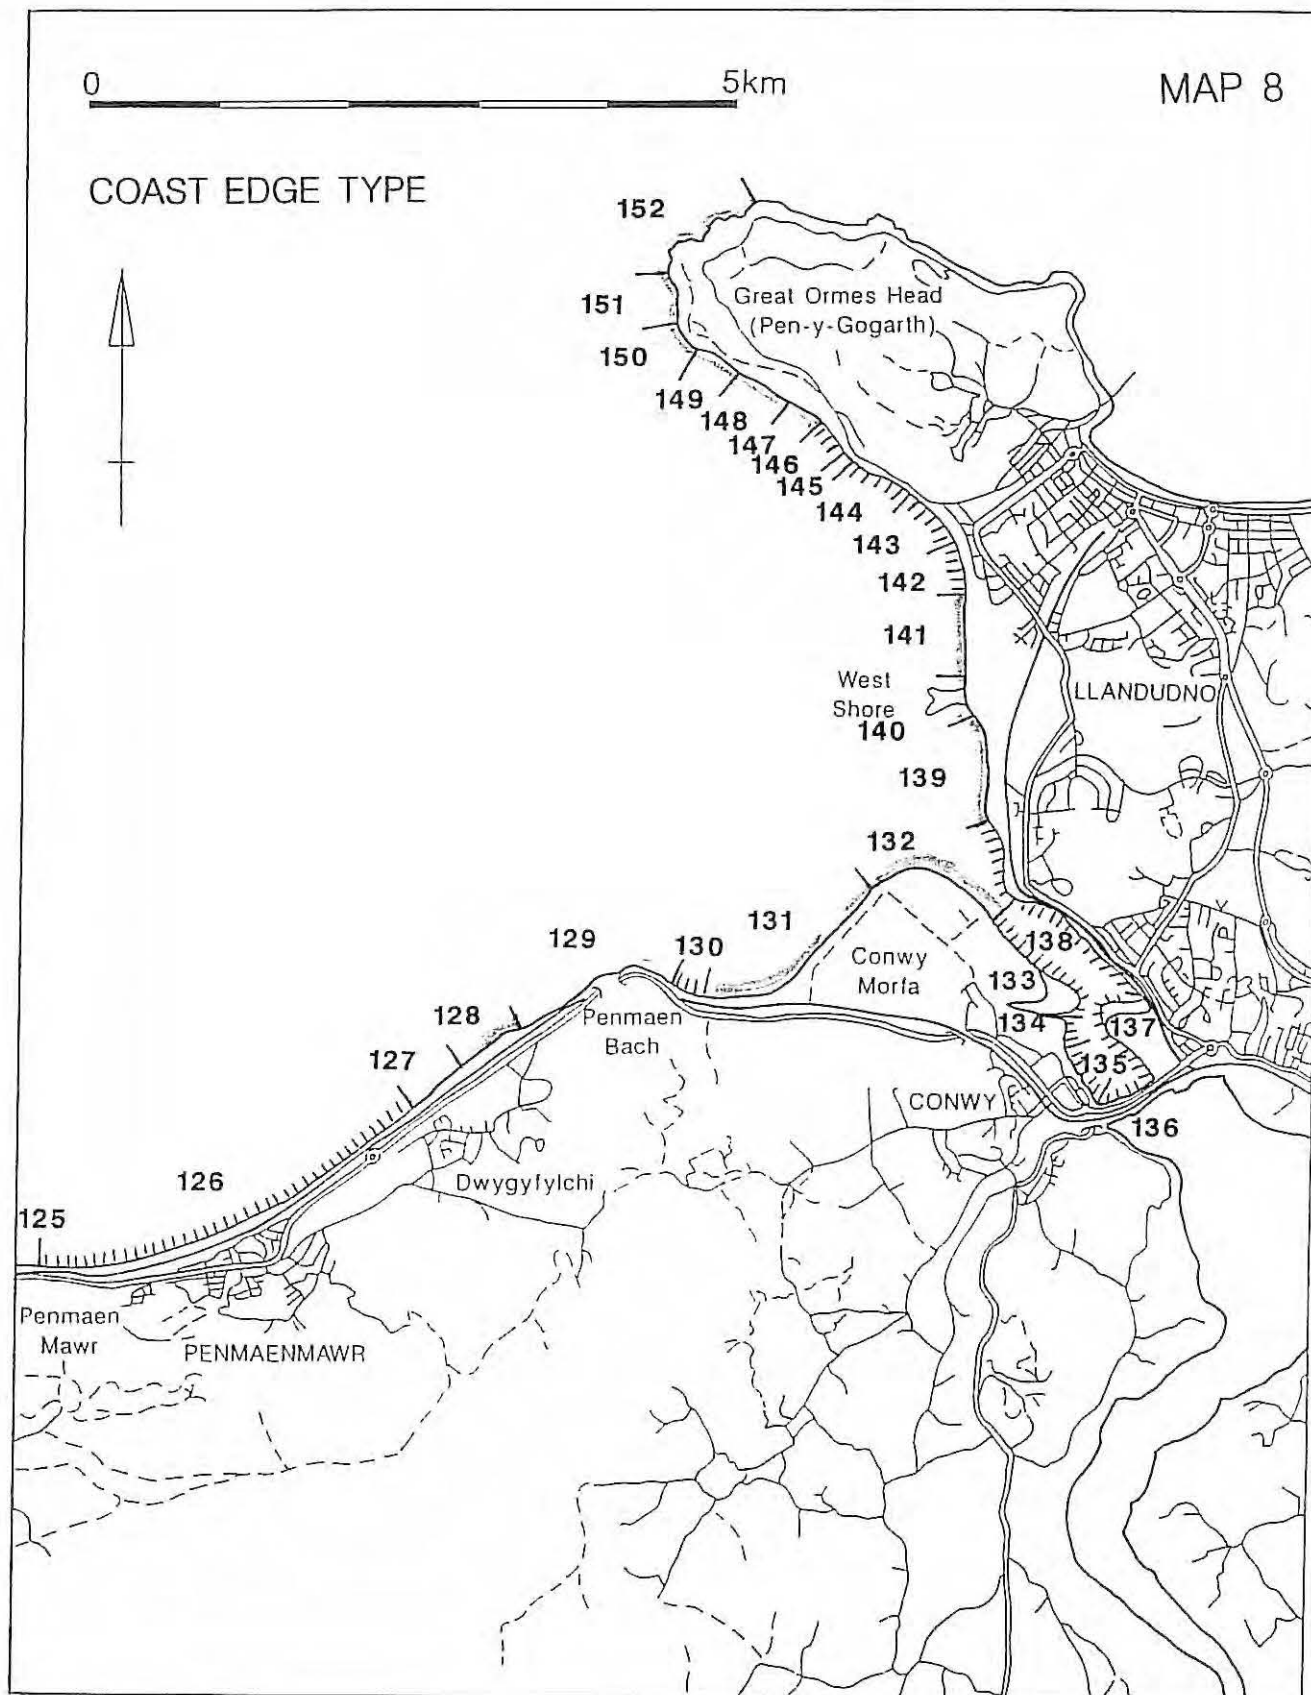 0
5km
MAP 8
COAST EDGE TYPE
152
151
Great Ormes Head
(Pen-y-Gogarth)
150
149
148
147
146
145
144
143
142
141
West
Shore
LLANDUDNO
140
139
132
131
129
130
138
Conwy
Morfa
133
128
Penmaen
Bach
134
137
127
135
CONWY
136
126
Dwygyfylchi
125
Penmaen
Mawr
PENMAENMAWR